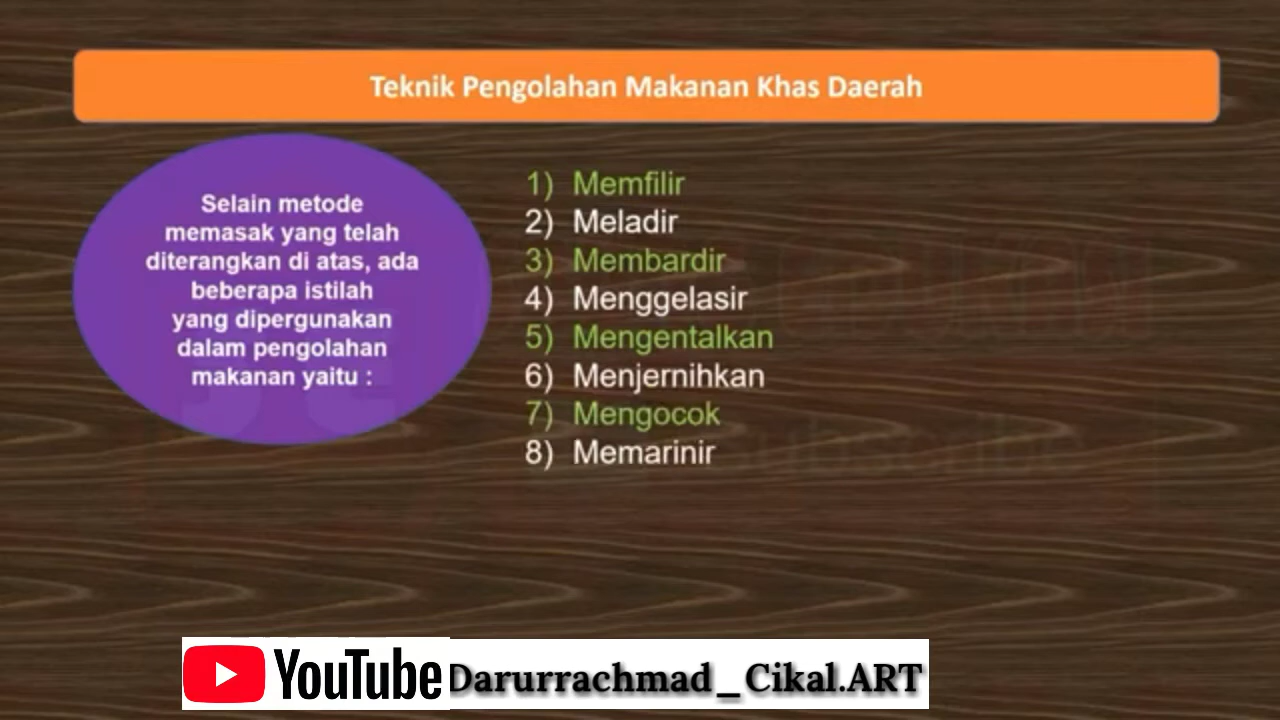 Teknik Pengolahan Makanan Khas Daerah
Selain metode
memasak yang telah
diterangkan di atas, ada
beberapa istilah
yang dipergunakan
dalam pengolahan
makanan yaitu :
1) Memfilir
2) Meladir
3) Membardir
4) Menggelasir
5) Mengentalkan
6) Menjernihkan
7) Mengocok
8) Memarinir
subscribe
YouTube Darurrachmad_Cikal.ART